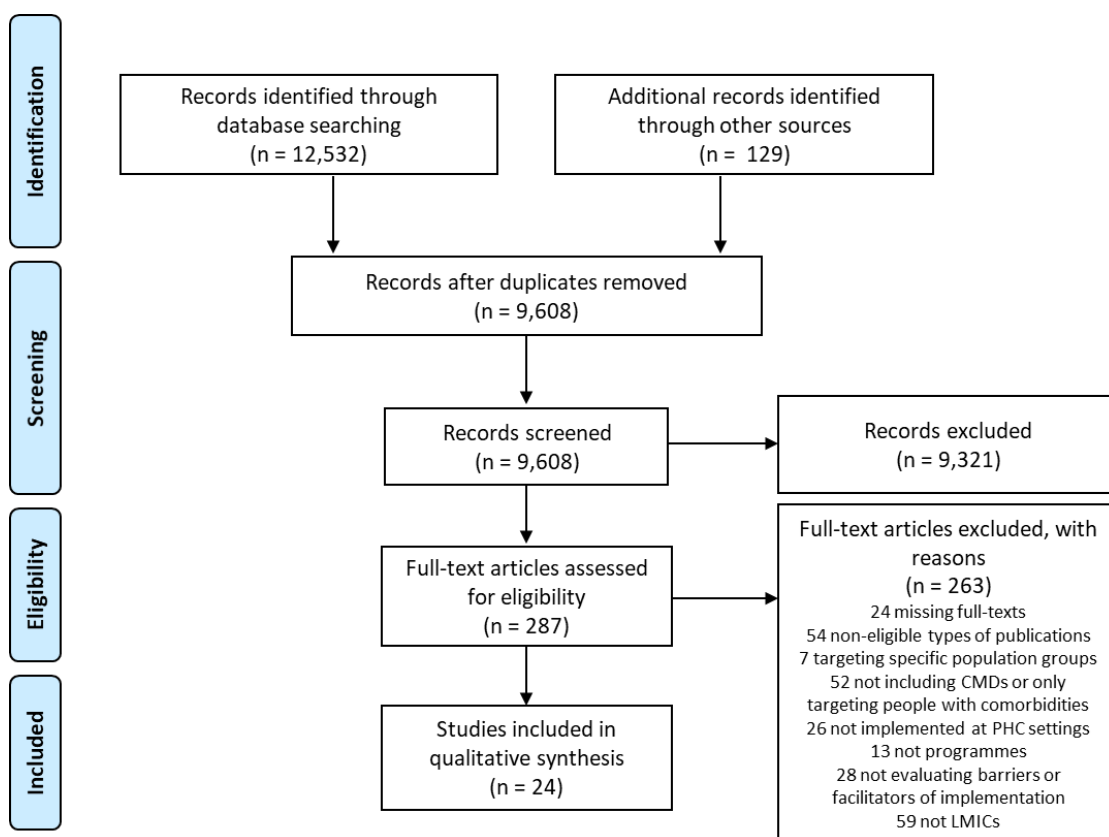 Identification
Records identified through
database searching
(n = 12,532)
Additional records identified
through other sources
(n = 129)
Screening
Records after duplicates removed
(n = 9,608)
Records screened
(n = 9,608)
Records excluded
(n = 9,321)
Eligibility
Full-text articles assessed
for eligibility
(n = 287)
Full-text articles excluded, with
reasons
(n = 263)
24 missing full-texts
54 non-eligible types of publications
7 targeting specific population groups
52 not including CMDs or only
targeting people with comorbidities
26 not implemented at PHC settings
13 not programmes
28 not evaluating barriers or
facilitators of implementation
59 not LMICs
Included
Studies included in
qualitative synthesis
(n = 24)